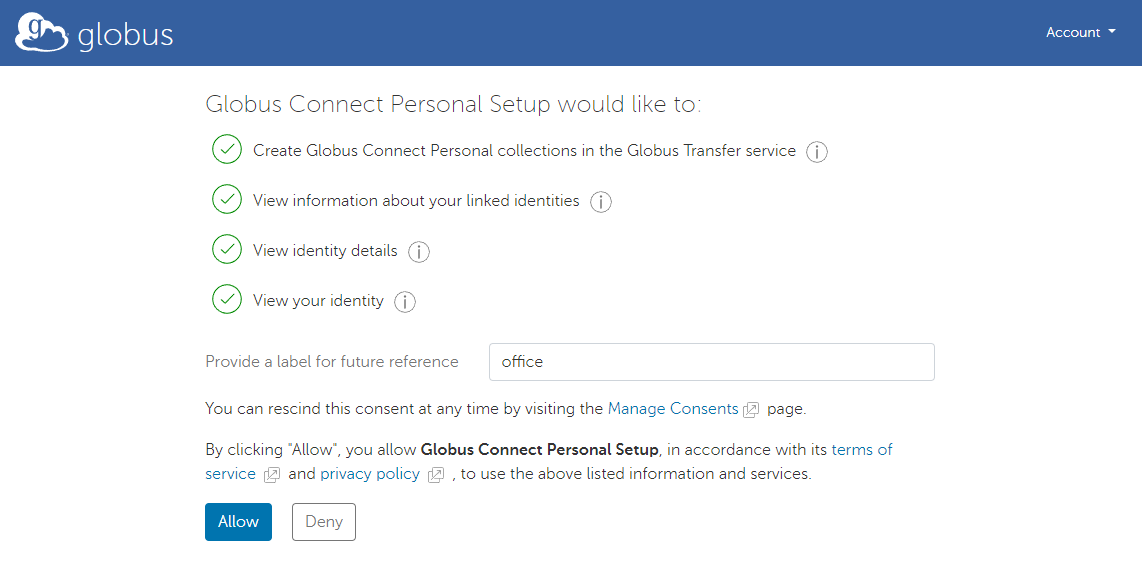 globus
Account
Globus Connect Personal Setup would like to:
Create Globus Connect Personal collections in the Globus Transfer service
View information about your linked identities
View identity details
View your identity
Provide a label for future reference office
You can rescind this consent at any time by visiting the Manage Consents page.
By clicking "Allow", you allow Globus Connect Personal Setup, in accordance with its terms of
service and privacy policy , to use the above listed information and services.
Allow Deny